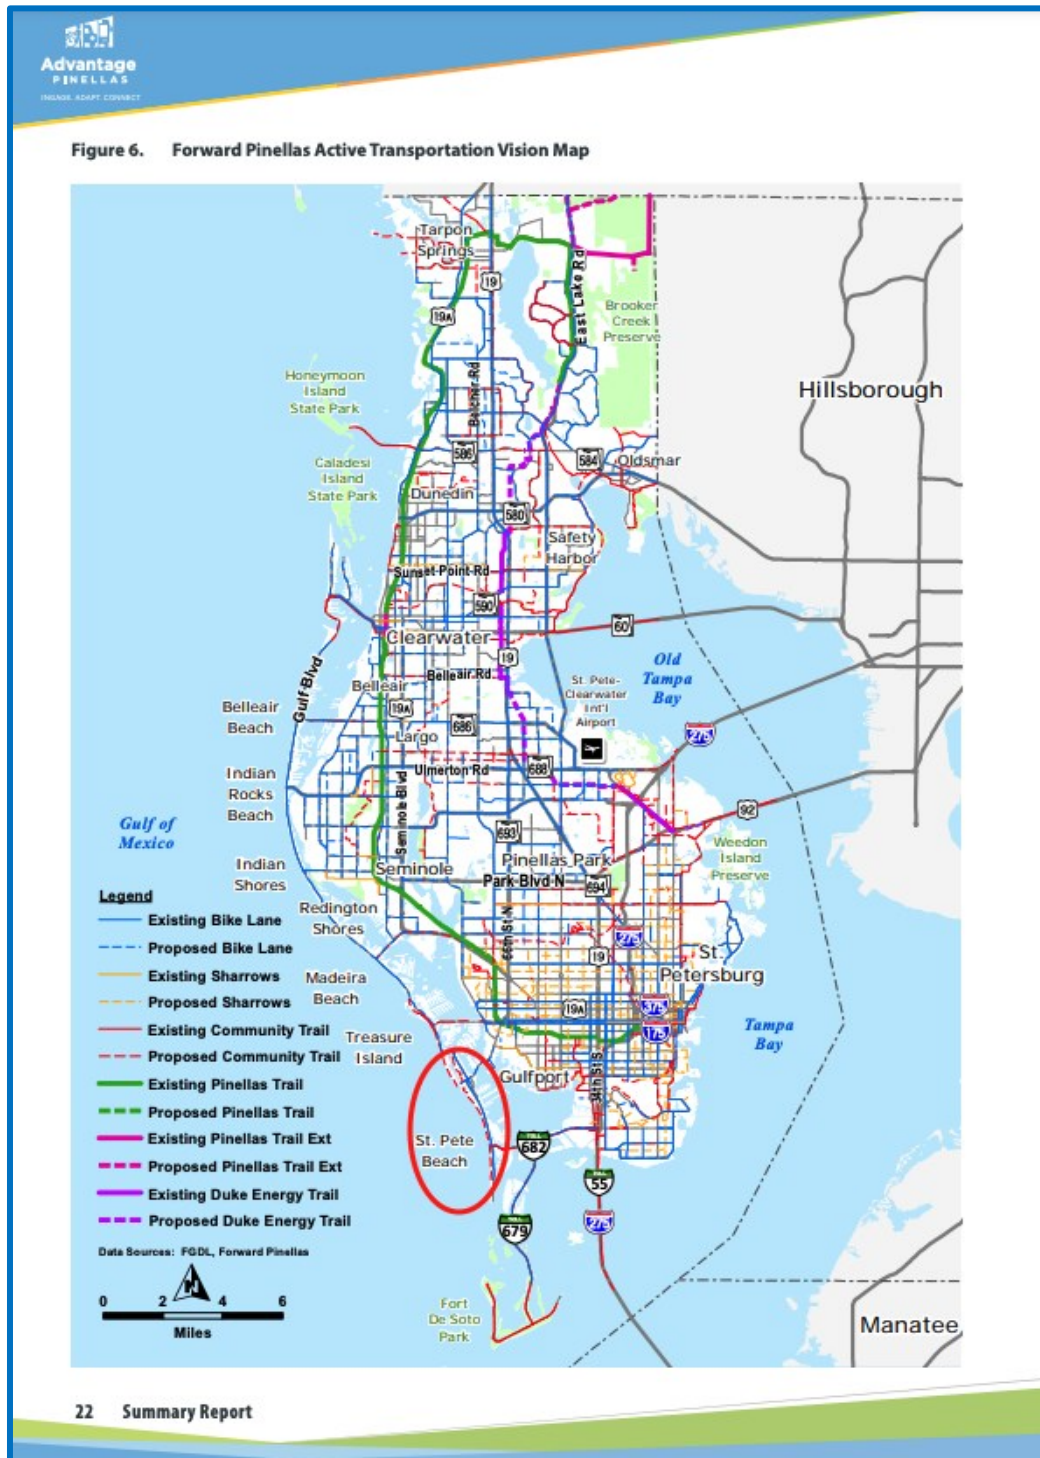 Advantage
PINELLAS
ENGAGE. ADAPT. CONNECT
Figure 6. Forward Pinellas Active Transportation Vision Map
Tarpon
Springs
19
19A
East Lake Rd
Brooker
Creek
Preserve
Honeymoon
Island
State Park
Belcher Rd
Hillsborough
586
584
Oldsmar
Caladesi
Island
State Park
Dunedin
580
Safety
Harbor
Sunset Point Rd
590
Clearwater
60
19
Belleair Rd
Old
Tampa
Bay
Gulf Blvd
Belleair
St. Pete-
Clearwater
Int'l
Airport
Belleair
Beach
19A
686
Largo
275
Ulmerton Rd
688
Indian
Rocks
Beach
Seminole Blvd
92
Gulf of
Mexico
693
Weedon
Island
Preserve
Pinellas Park
Indian
Shores
Seminole
Park Blvd N
694
Redington
Shores
66th St N
275
19
St.
Petersburg
Madeira
Beach
19A
375
175
Tampa
Bay
Treasure
Island
Gulfport
34th St S
St. Pete
Beach
682
55
275
679
Fort
De Soto
Park
Manatee
Legend
Existing Bike Lane
Proposed Bike Lane
Existing Sharrows
Proposed Sharrows
Existing Community Trail
Proposed Community Trail
Existing Pinellas Trail
Proposed Pinellas Trail
Existing Pinellas Trail Ext
Proposed Pinellas Trail Ext
Existing Duke Energy Trail
Proposed Duke Energy Trail
Data Sources: FGDL, Forward Pinellas
N
0 2 4 6
Miles
22 Summary Report